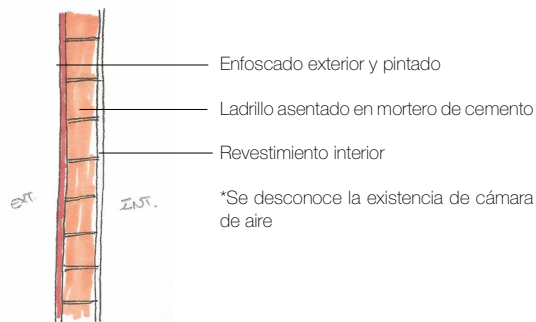 Enfoscado exterior y pintado
Ladrillo asentado en mortero de cemento
Revestimiento interior
*Se desconoce la existencia de cámara
de aire
EXT.
INT.